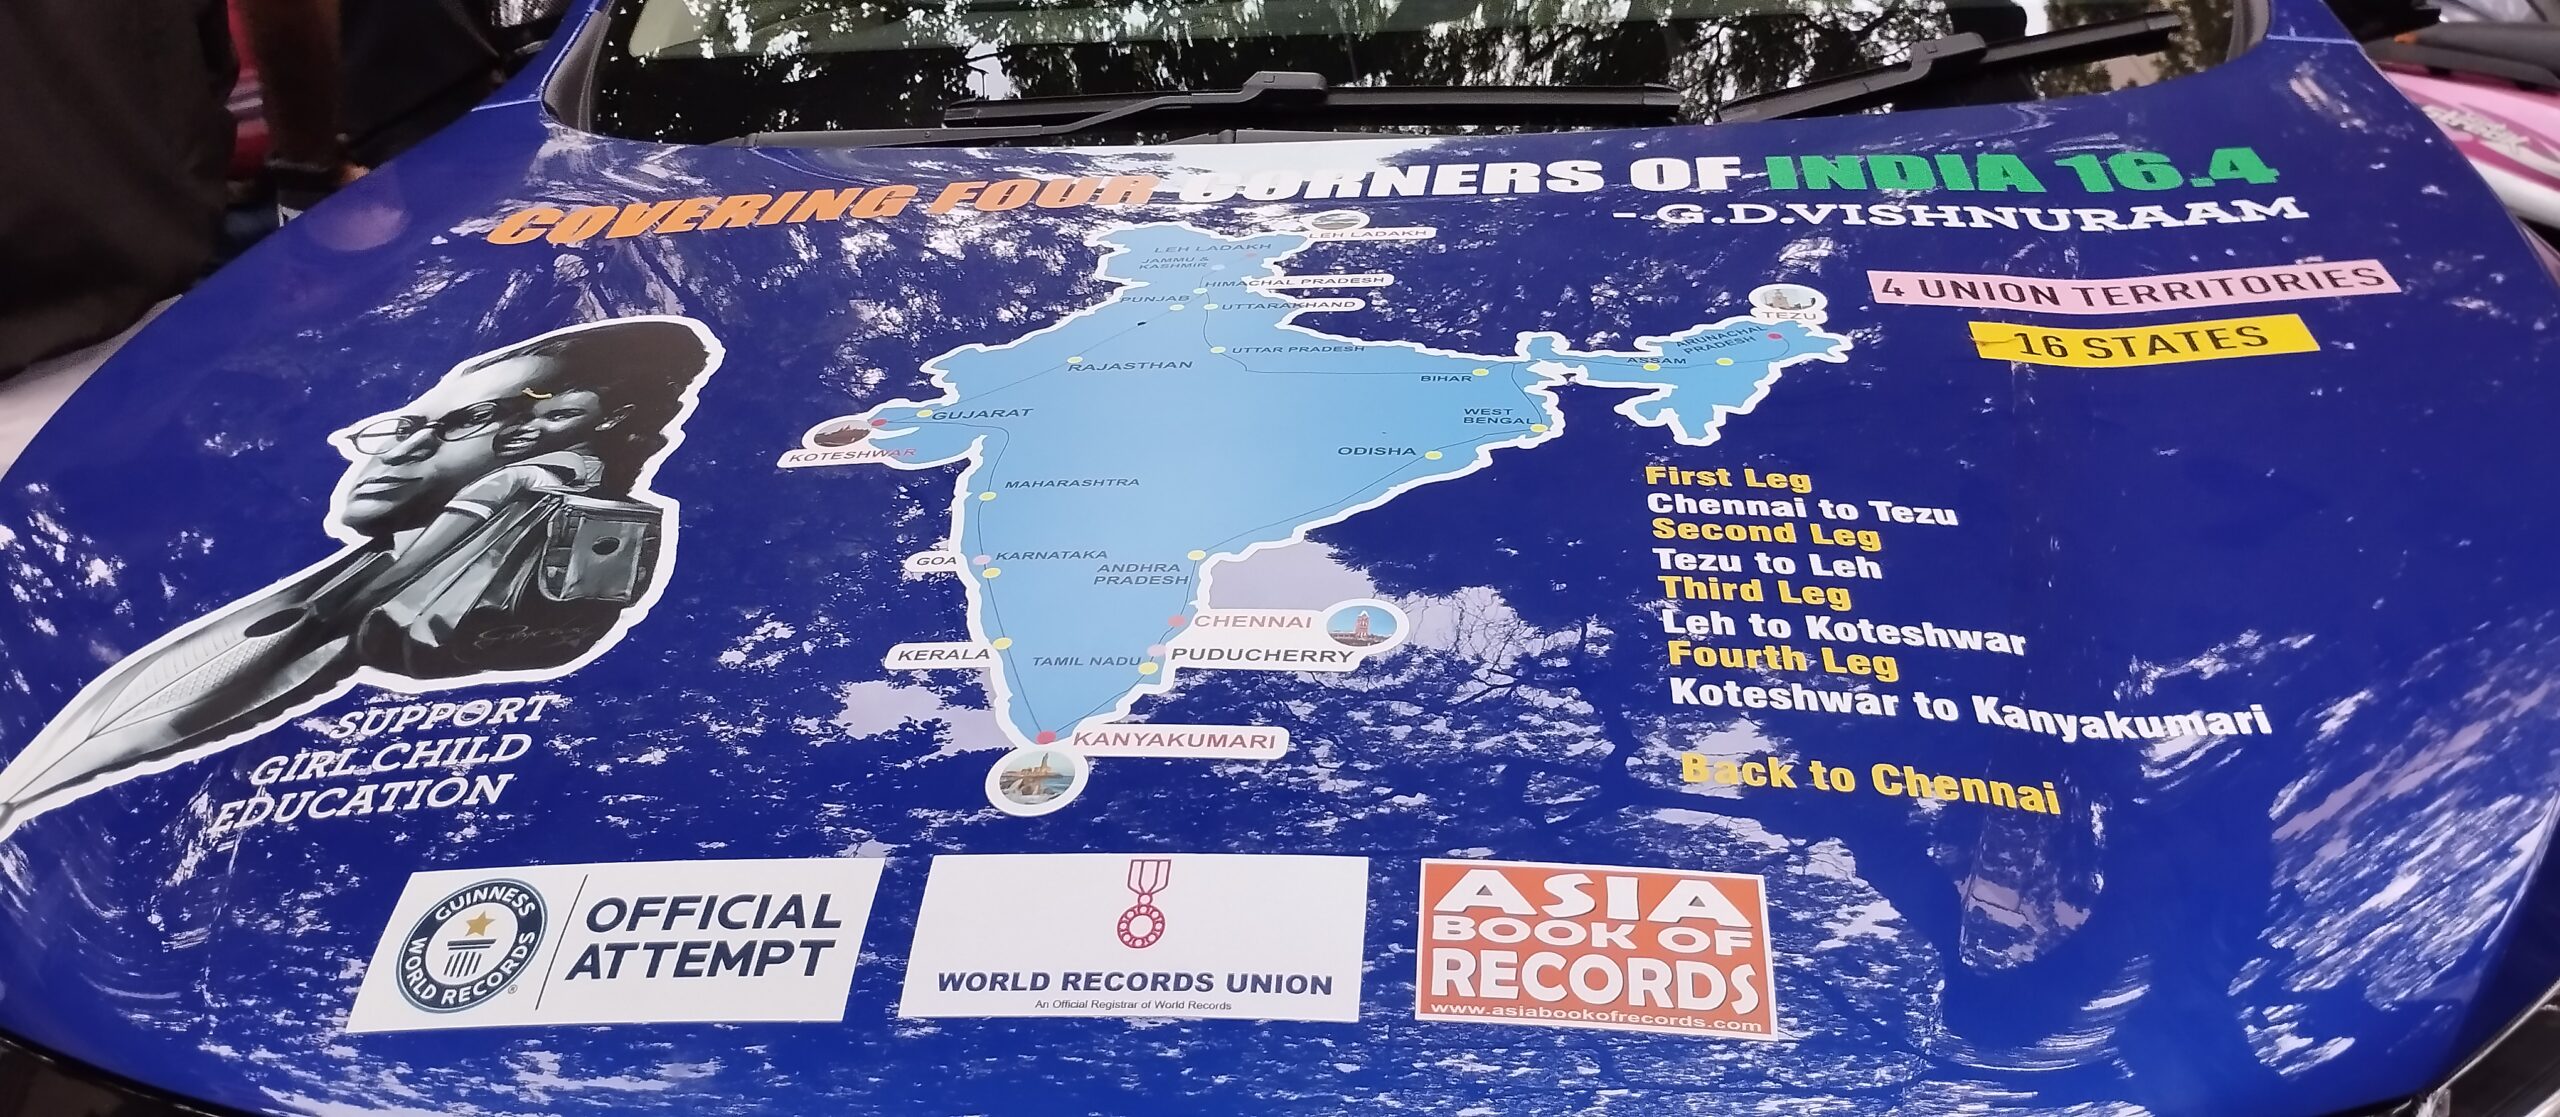 COVERING FOUR CORNERS OF INDIA 16.4
- G.D.VISHNURAAM
4 UNION TERRITORIES
16 STATES
LEH LADAKH
LEH LADAKH
JAMMU &
KASHMIR
HIMACHAL PRADESH
PUNJAB
UTTARAKHAND
UTTAR PRADESH
RAJASTHAN
BIHAR
ASSAM
ARUNACHAL
PRADESH
TEZU
GUJARAT
KOTESHWAR
WEST
BENGAL
ODISHA
MAHARASHTRA
GOA
KARNATAKA
ANDHRA
PRADESH
CHENNAI
KERALA
TAMIL NADU
PUDUCHERRY
KANYAKUMARI
First Leg
Chennai to Tezu
Second Leg
Tezu to Leh
Third Leg
Leh to Koteshwar
Fourth Leg
Koteshwar to Kanyakumari
Back to Chennai
SUPPORT
GIRL CHILD
EDUCATION
GUINNESS
WORLD RECORDS
®
OFFICIAL
ATTEMPT
WORLD RECORDS UNION
An Official Registrar of World Records
ASIA
BOOK OF
RECORDS
www.asiabookofrecords.com